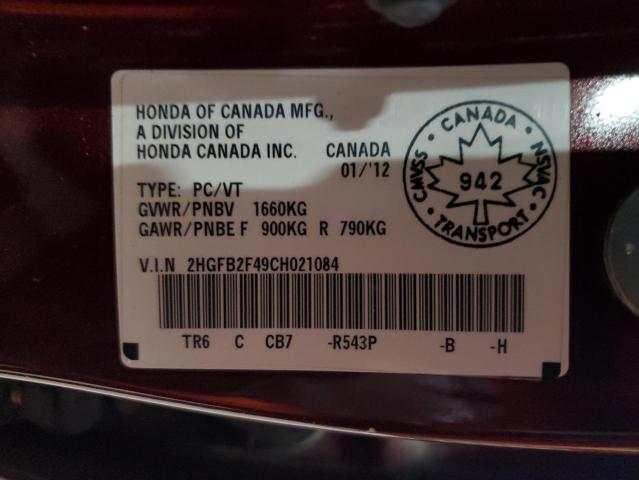 HONDA OF CANADA MFG.,
A DIVISION OF
HONDA CANADA INC. CANADA
01/'12
TYPE: PC/VT
GVWR/PNBV 1660KG
GAWR/PNBE F 900KG R 790KG
V.I.N 2HGFB2F49CH021084
TR6 C CB7 -R543P -B -H
CANADA
CMVSS
942
NSVAC
TRANSPORT